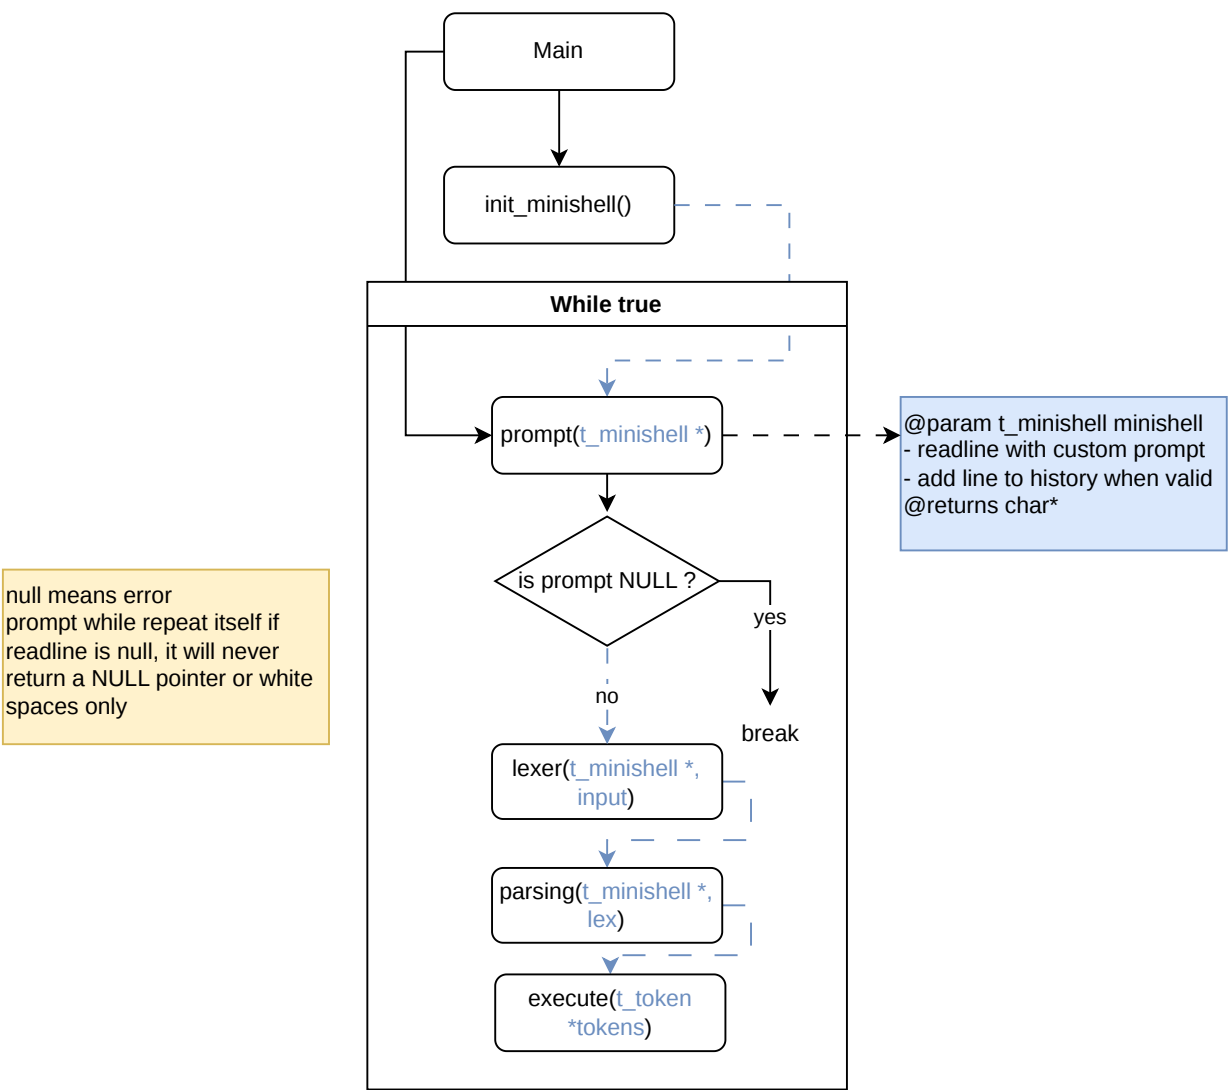 Main
init_minishell()
While true
prompt(t_minishell *)
@param t_minishell minishell
- readline with custom prompt
- add line to history when valid
@returns char*
is prompt NULL ?
yes
null means error
prompt while repeat itself if
readline is null, it will never
return a NULL pointer or white
spaces only
no
break
lexer(t_minishell *,
input)
parsing(t_minishell *,
lex)
execute(t_token
*tokens)